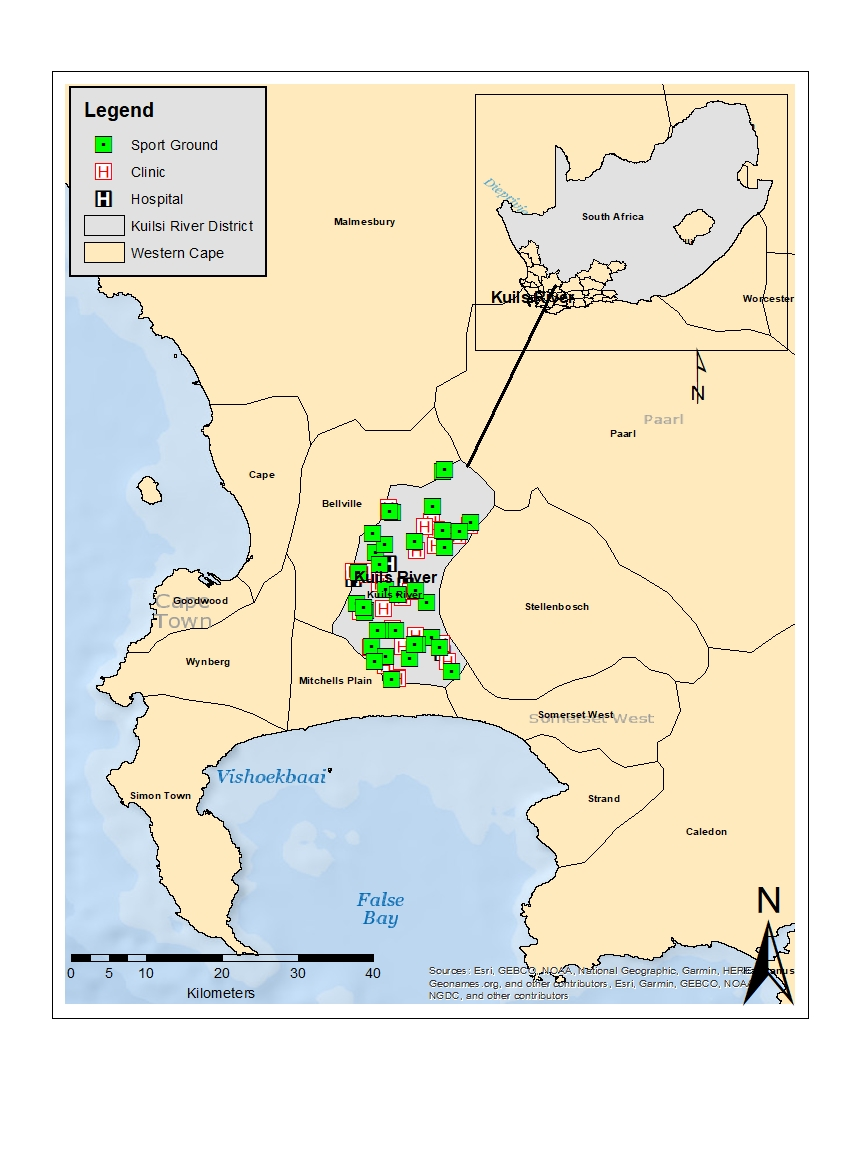 Legend
Sport Ground
Clinic
Hospital
Kuilsi River District
Western Cape
Malmesbury
South Africa
Kuils River
Worcester
N
Paarl
Paarl
Cape
Bellville
Kuils River
Kuils River
Cape
Town
Goodwood
Stellenbosch
Wynberg
Mitchells Plain
Somerset West
Somerset West
Vishoekbaai
Simon Town
Strand
Caledon
False
Bay
N
0 5 10 20 30 40
Kilometers
Sources: Esri, GEBCO, NOAA, National Geographic, Garmin, HERE,
Geonames.org, and other contributors, Esri, Garmin, GEBCO, NOAA
NGDC, and other contributors